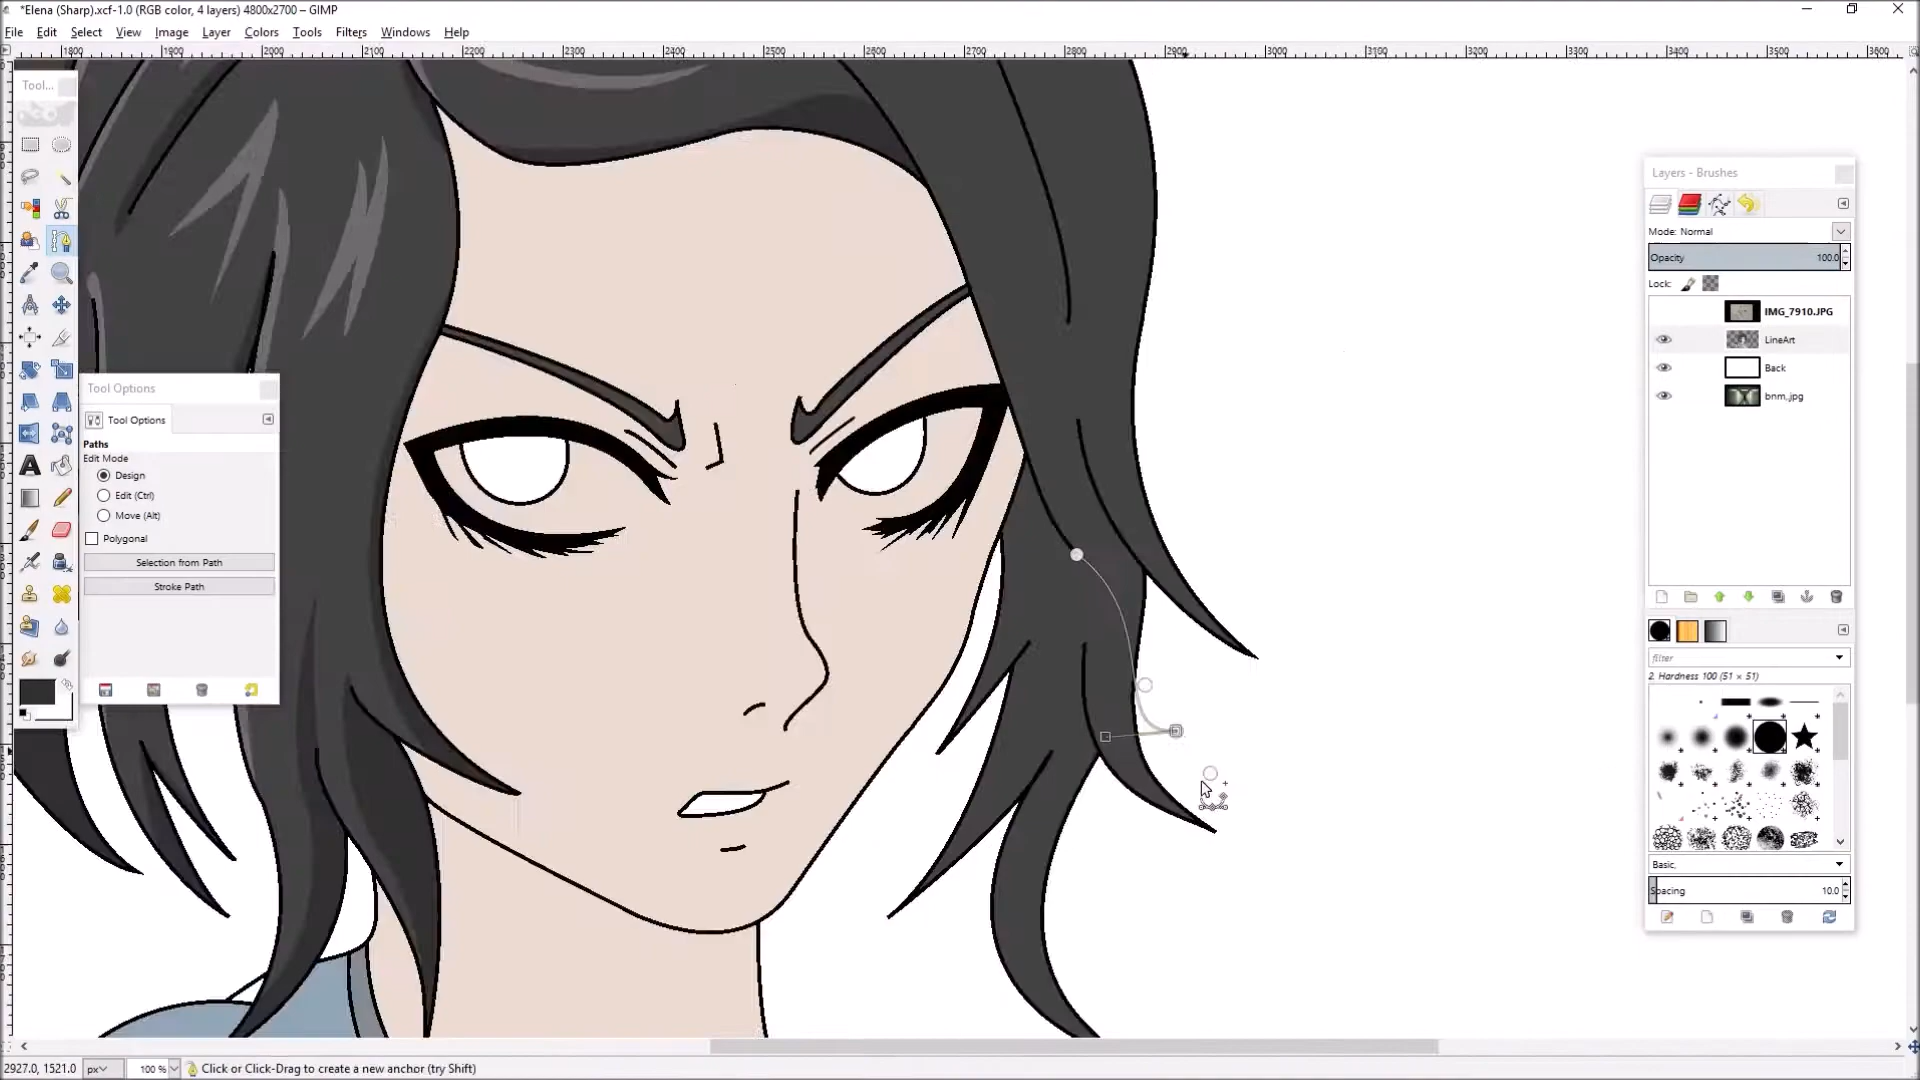 *Elena (Sharp).xcf-1.0 (RGB color, 4 layers) 4800x2700 – GIMP
File Edit Select View Image Layer Colors Tools Filters Windows Help
1800 1900 2000 2100 2200 2300 2400 2500 2600 2700 2800 2900 3000 3100 3200 3300 3400 3500 3600
Tool...
Tool Options
Tool Options
Paths
Edit Mode
Design
Edit (Ctrl)
Move (Alt)
Polygonal
Selection from Path
Stroke Path
Layers - Brushes
Mode: Normal
Opacity 100.0
Lock:
IMG_7910.JPG
LineArt
Back
bnm,.jpg
filter
2. Hardness 100 (51 × 51)
Basic,
Spacing 10.0
2927.0, 1521.0 px 100 % Click or Click-Drag to create a new anchor (try Shift)